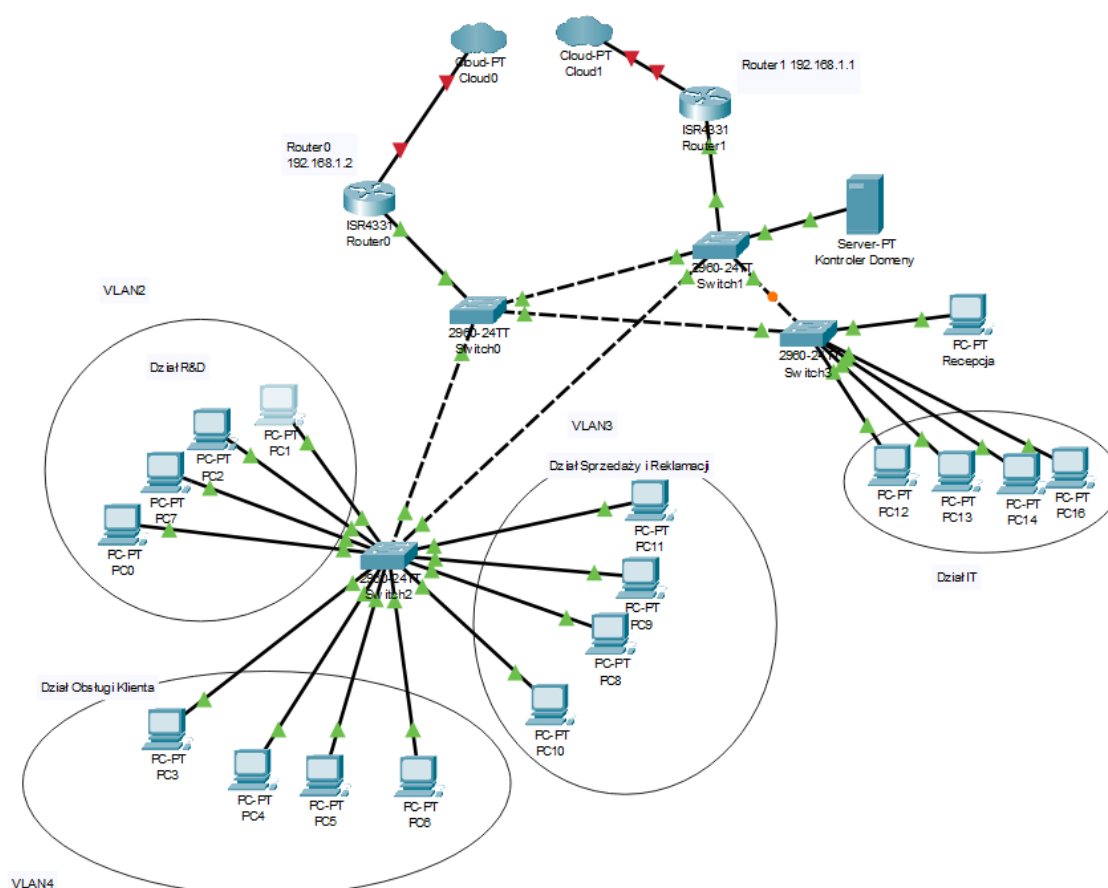 Cloud-PT
Cloud0
Cloud-PT
Cloud1
Router1 192.168.1.1
ISR4331
Router1
Router0
192.168.1.2
ISR4331
Router0
Server-PT
Kontroler Domeny
2960-24TT
Switch1
VLAN2
2960-24TT
Switch0
2960-24TT
Switch3
PC-PT
Recepcja
Dział R&D
PC-PT
PC1
PC-PT
PC2
PC-PT
PC7
PC-PT
PC0
VLAN3
Dział Sprzedaży i Reklamacji
PC-PT
PC11
PC-PT
PC9
PC-PT
PC8
PC-PT
PC10
PC-PT
PC12
PC-PT
PC13
PC-PT
PC14
PC-PT
PC16
Dział IT
2960-24TT
Switch2
Dział Obsługi Klienta
PC-PT
PC3
PC-PT
PC4
PC-PT
PC5
PC-PT
PC6
VLAN4